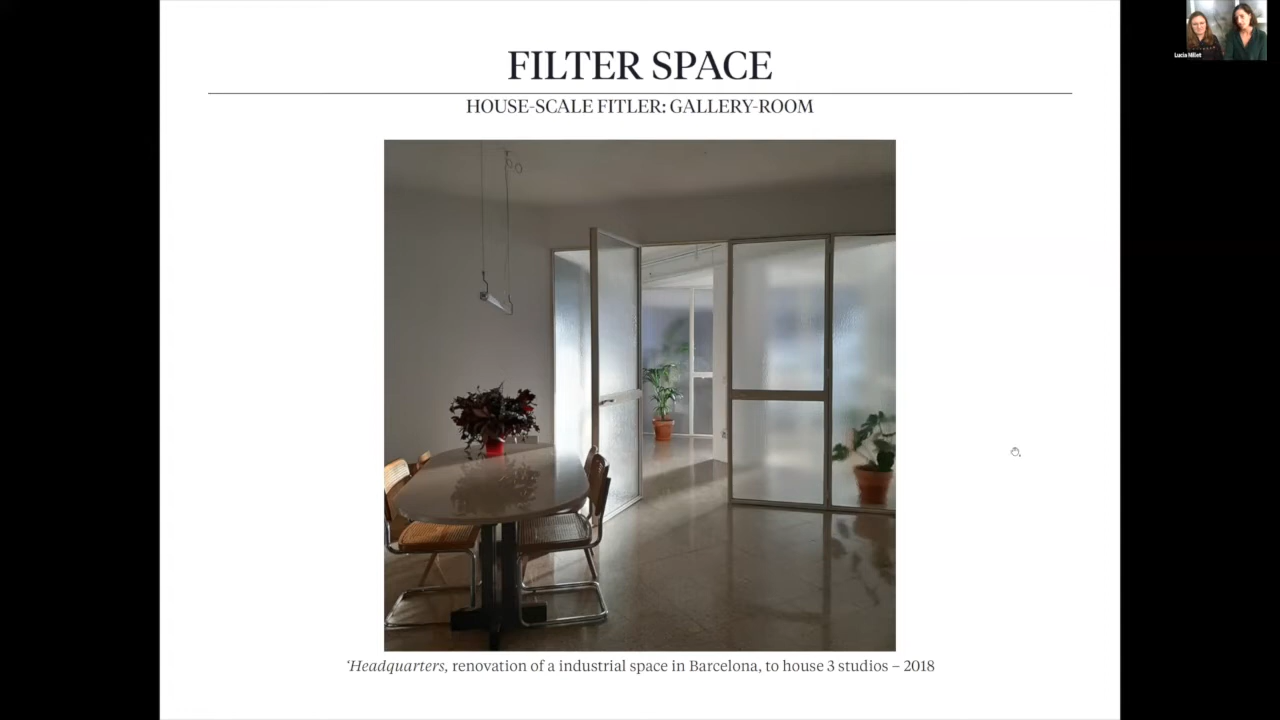 FILTER SPACE
HOUSE-SCALE FITLER: GALLERY-ROOM
‘Headquarters, renovation of a industrial space in Barcelona, to house 3 studios – 2018
Lucia Millet